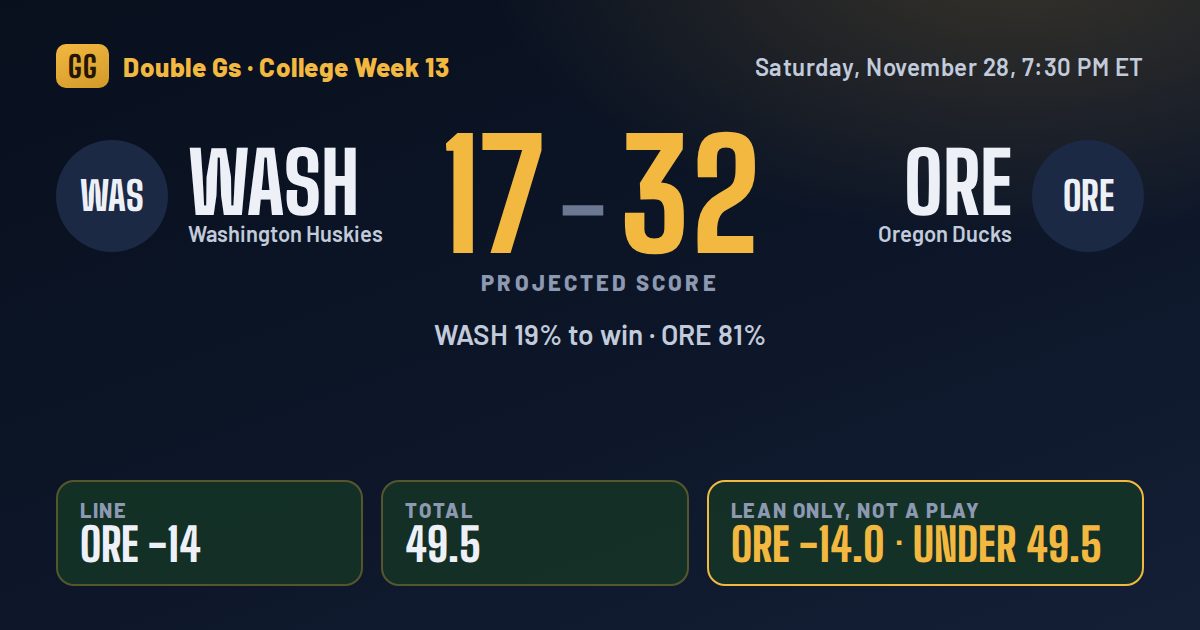 GG Double Gs · College Week 13
Saturday, November 28, 7:30 PM ET
WAS
WASH
Washington Huskies
17 – 32
PROJECTED SCORE
WASH 19% to win · ORE 81%
ORE
Oregon Ducks
ORE
LINE
ORE −14
TOTAL
49.5
LEAN ONLY, NOT A PLAY
ORE −14.0 · UNDER 49.5